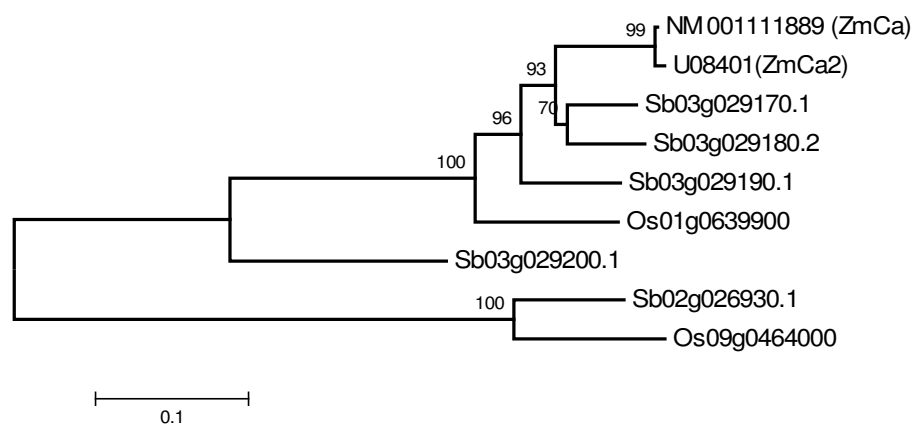 99
NM 001111889 (ZmCa)
U08401(ZmCa2)
93
70
Sb03g029170.1
Sb03g029180.2
96
Sb03g029190.1
100
Os01g0639900
Sb03g029200.1
100
Sb02g026930.1
Os09g0464000
0.1